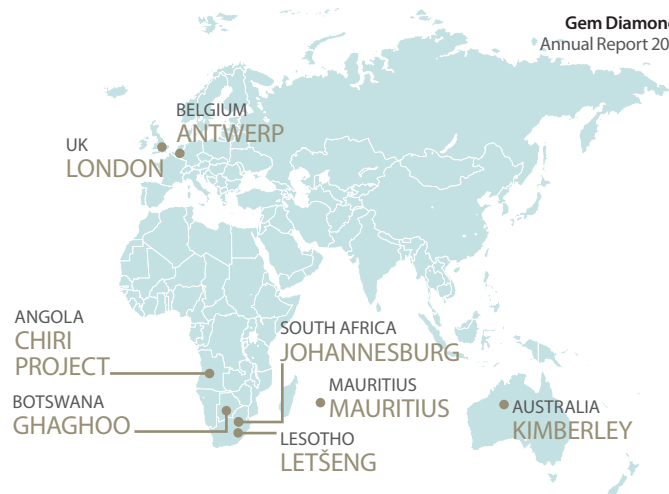 Gem Diamond
Annual Report 20
BELGIUM
ANTWERP
UK
LONDON
ANGOLA
CHIRI
PROJECT
SOUTH AFRICA
JOHANNESBURG
MAURITIUS
MAURITIUS
BOTSWANA
GHAGHOO
AUSTRALIA
KIMBERLEY
LESOTHO
LETŠENG